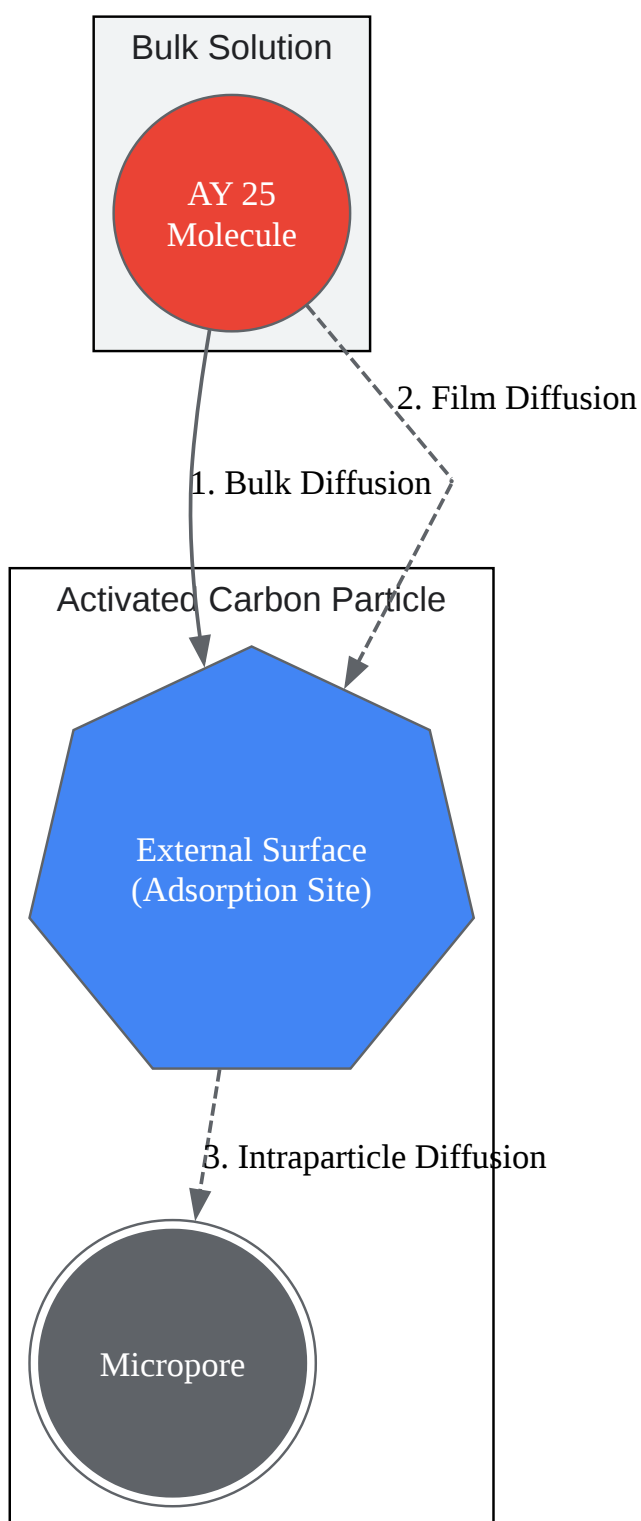 Bulk Solution
AY 25
Molecule
2. Film Diffusion
1. Bulk Diffusion
Activated Carbon Particle
External Surface
(Adsorption Site)
3. Intraparticle Diffusion
Micropore